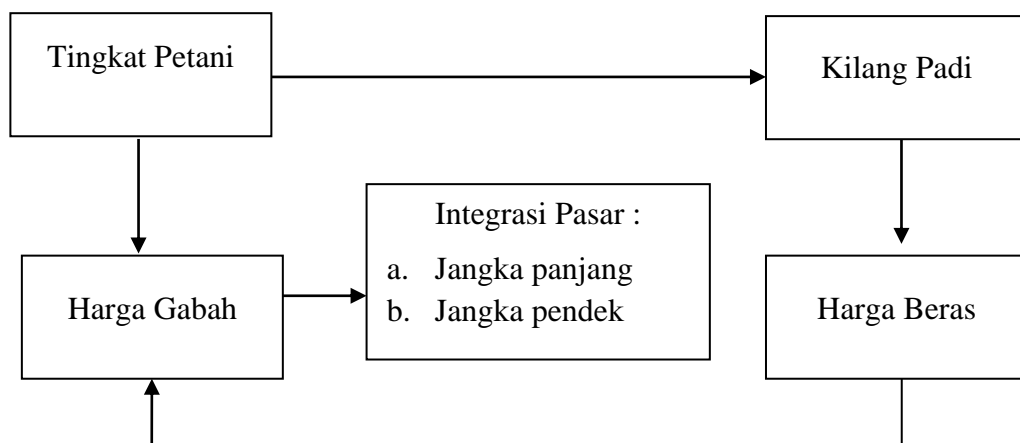 Tingkat Petani
Kilang Padi
Integrasi Pasar :
a. Jangka panjang
b. Jangka pendek
Harga Gabah
Harga Beras